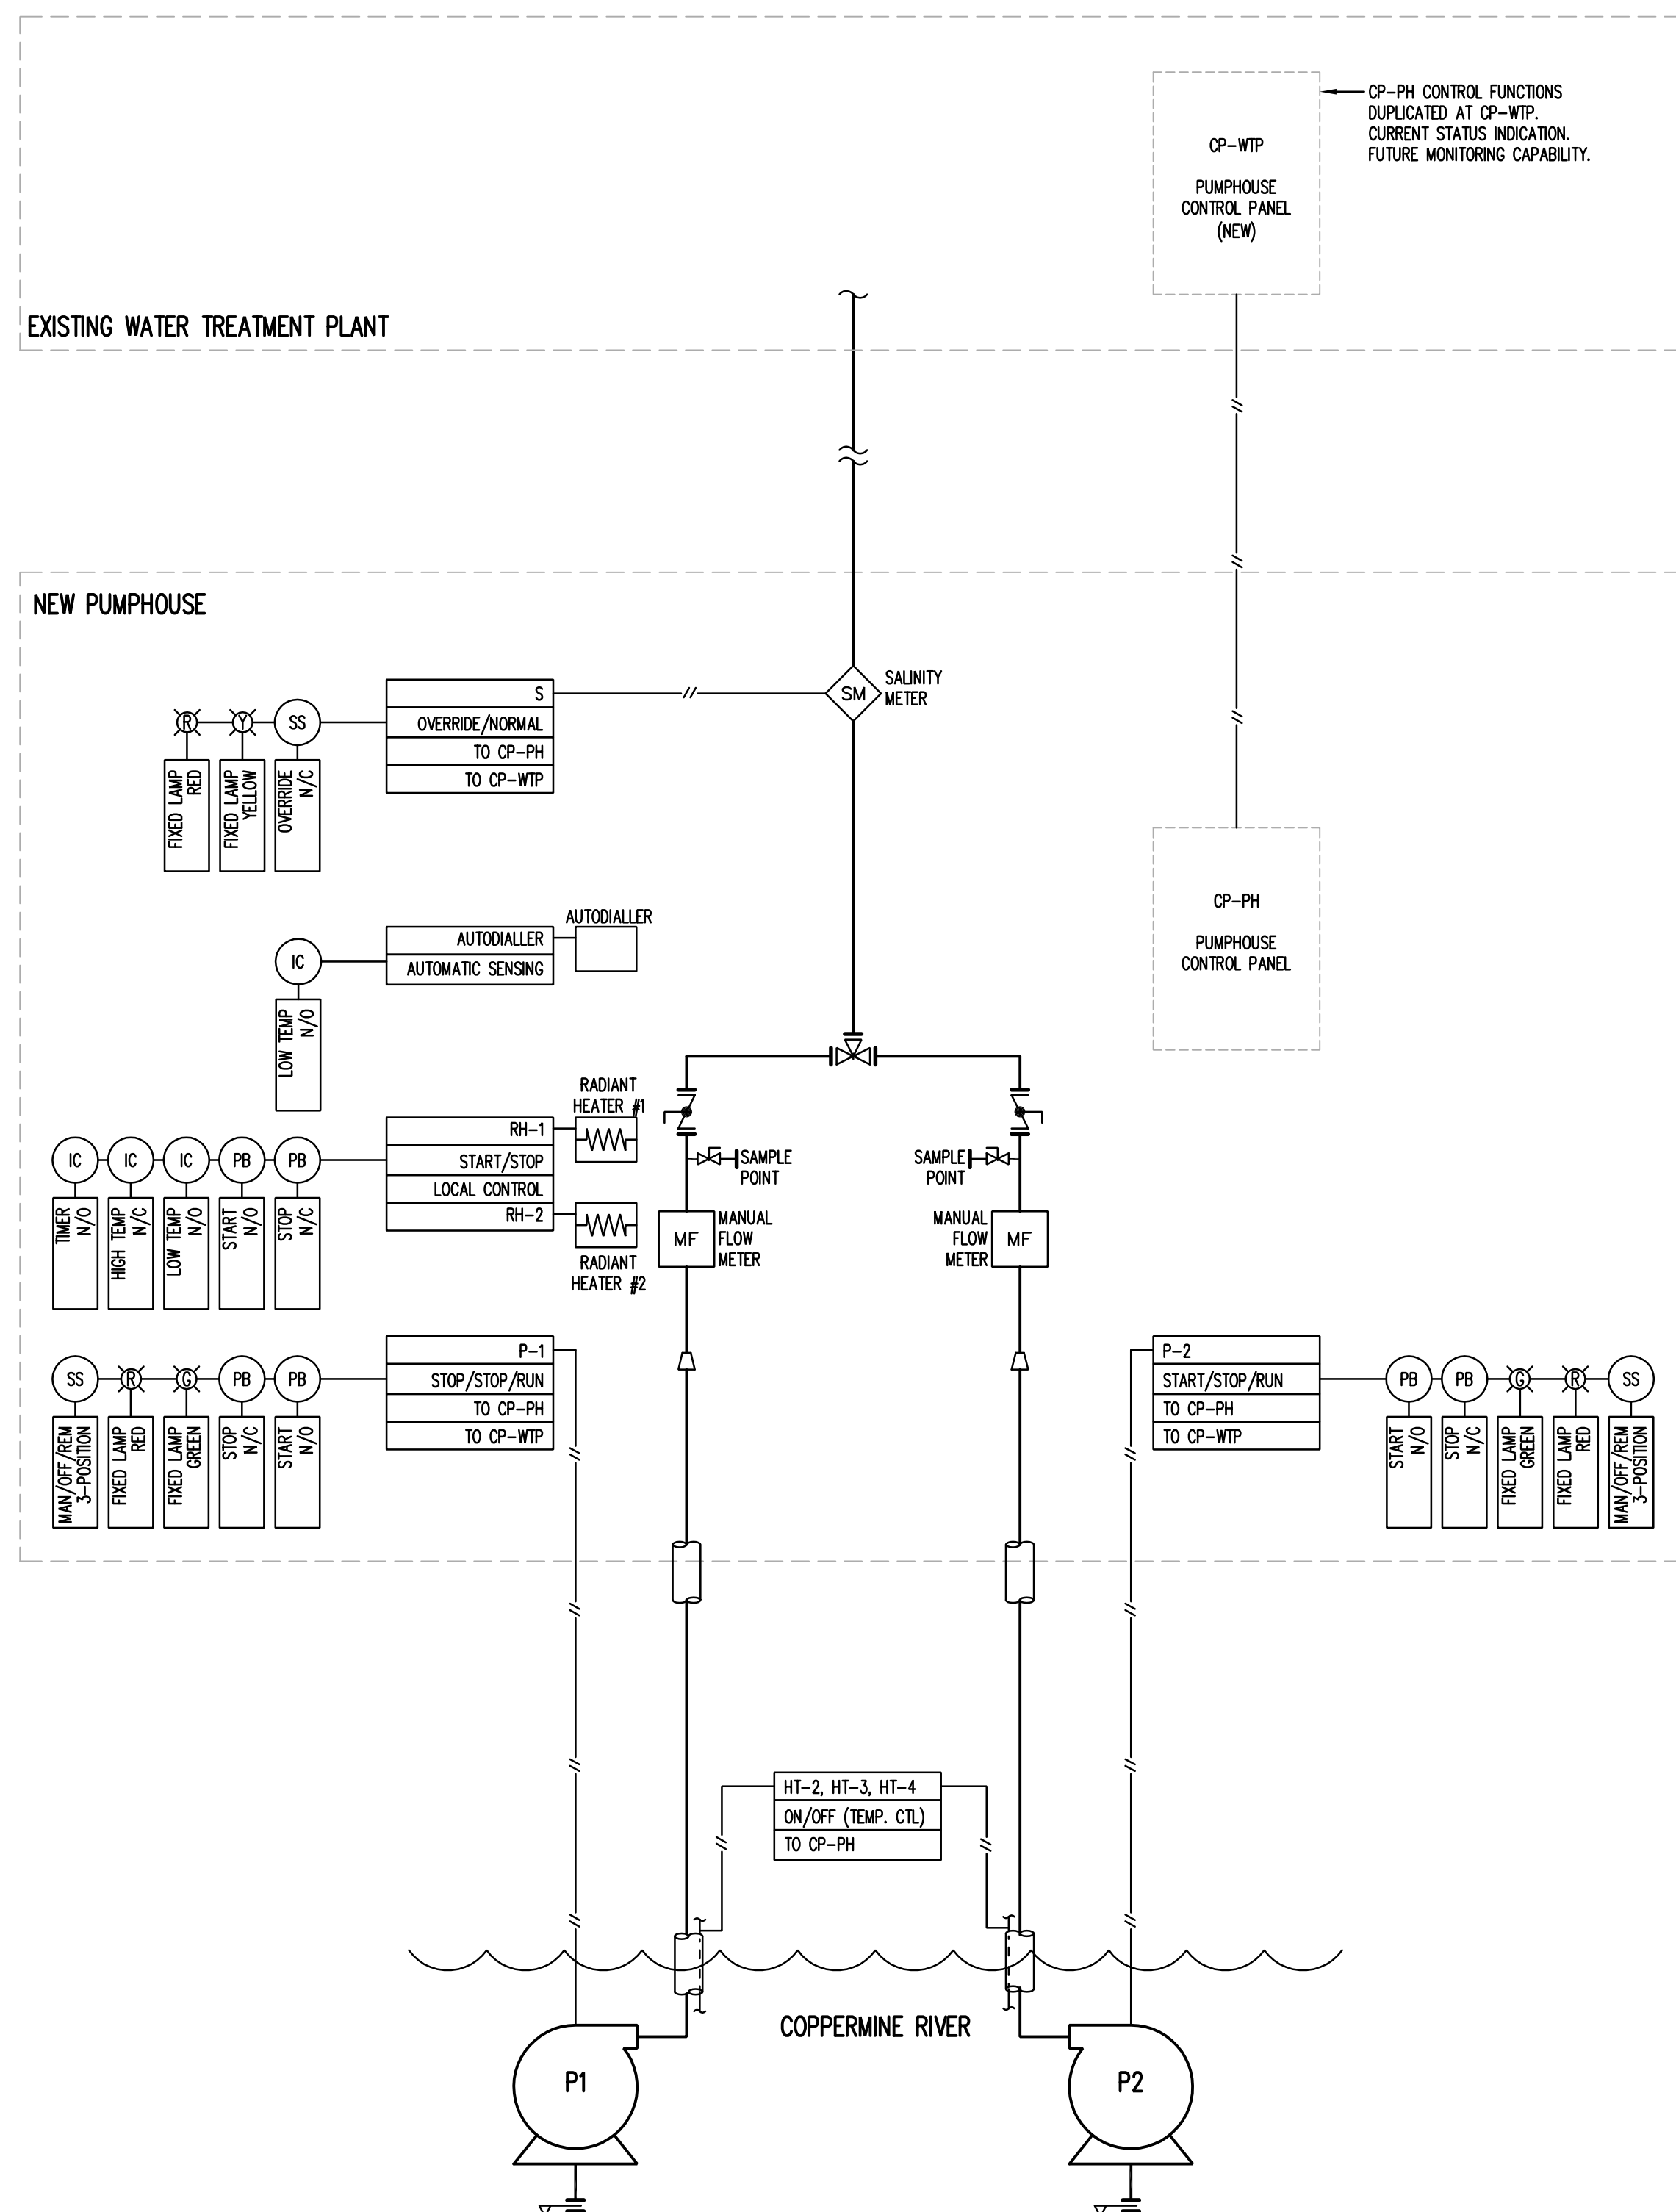 CP-WTP
PUMPHOUSE
CONTROL PANEL
(NEW)
CP-PH CONTROL FUNCTIONS
DUPLICATED AT CP-WTP.
CURRENT STATUS INDICATION.
FUTURE MONITORING CAPABILITY.
EXISTING WATER TREATMENT PLANT
NEW PUMPHOUSE
R
Y
SS
FIXED LAMP
RED
FIXED LAMP
YELLOW
OVERRIDE
N/C
S
OVERRIDE/NORMAL
TO CP-PH
TO CP-WTP
SM
SALINITY
METER
CP-PH
PUMPHOUSE
CONTROL PANEL
IC
LOW TEMP
N/O
AUTODIALLER
AUTOMATIC SENSING
AUTODIALLER
IC
IC
IC
PB
PB
TIMER
N/O
HIGH TEMP
N/C
LOW TEMP
N/O
START
N/O
STOP
N/C
RH-1
START/STOP
LOCAL CONTROL
RH-2
RADIANT
HEATER #1
RADIANT
HEATER #2
SAMPLE
POINT
SAMPLE
POINT
MF
MANUAL
FLOW
METER
MANUAL
FLOW
METER
MF
SS
R
G
PB
PB
MAN/OFF/REM
3-POSITION
FIXED LAMP
RED
FIXED LAMP
GREEN
STOP
N/C
START
N/O
P-1
STOP/STOP/RUN
TO CP-PH
TO CP-WTP
P-2
START/STOP/RUN
TO CP-PH
TO CP-WTP
PB
PB
G
R
SS
START
N/O
STOP
N/C
FIXED LAMP
GREEN
FIXED LAMP
RED
MAN/OFF/REM
3-POSITION
HT-2, HT-3, HT-4
ON/OFF (TEMP. CTL)
TO CP-PH
COPPERMINE RIVER
P1
P2